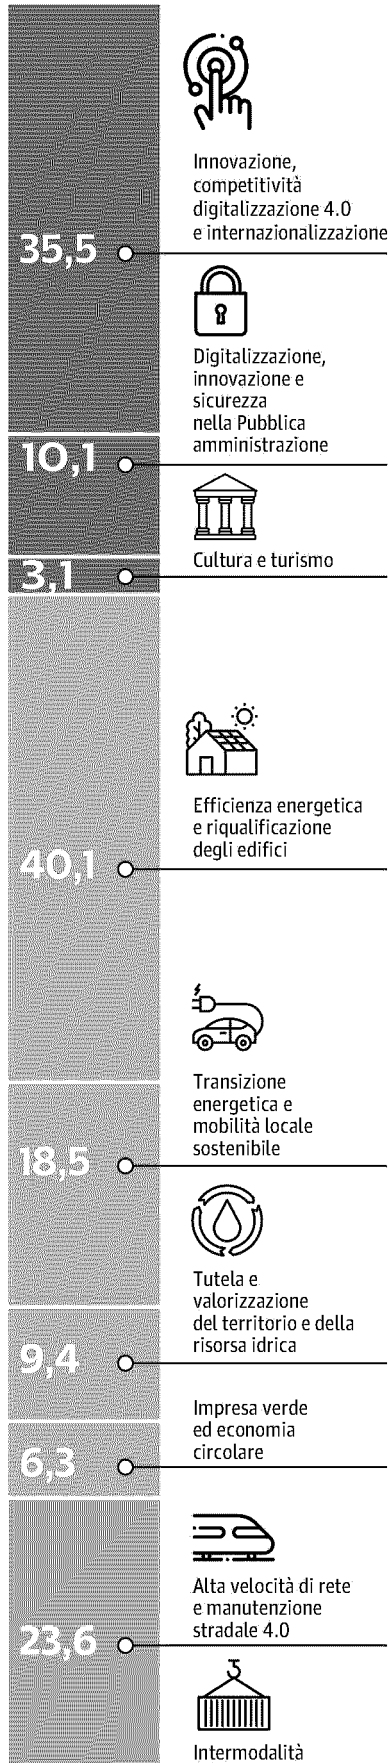 Innovazione,
competitività
digitalizzazione 4.0
e internazionalizzazione
35,5
Digitalizzazione,
innovazione e
sicurezza
nella Pubblica
amministrazione
10,1
Cultura e turismo
3,1
Efficienza energetica
e riqualificazione
degli edifici
40,1
Transizione
energetica e
mobilità locale
sostenibile
18,5
Tutela e
valorizzazione
del territorio e della
risorsa idrica
9,4
Impresa verde
ed economia
circolare
6,3
Alta velocità di rete
e manutenzione
stradale 4.0
23,6
Intermodalità